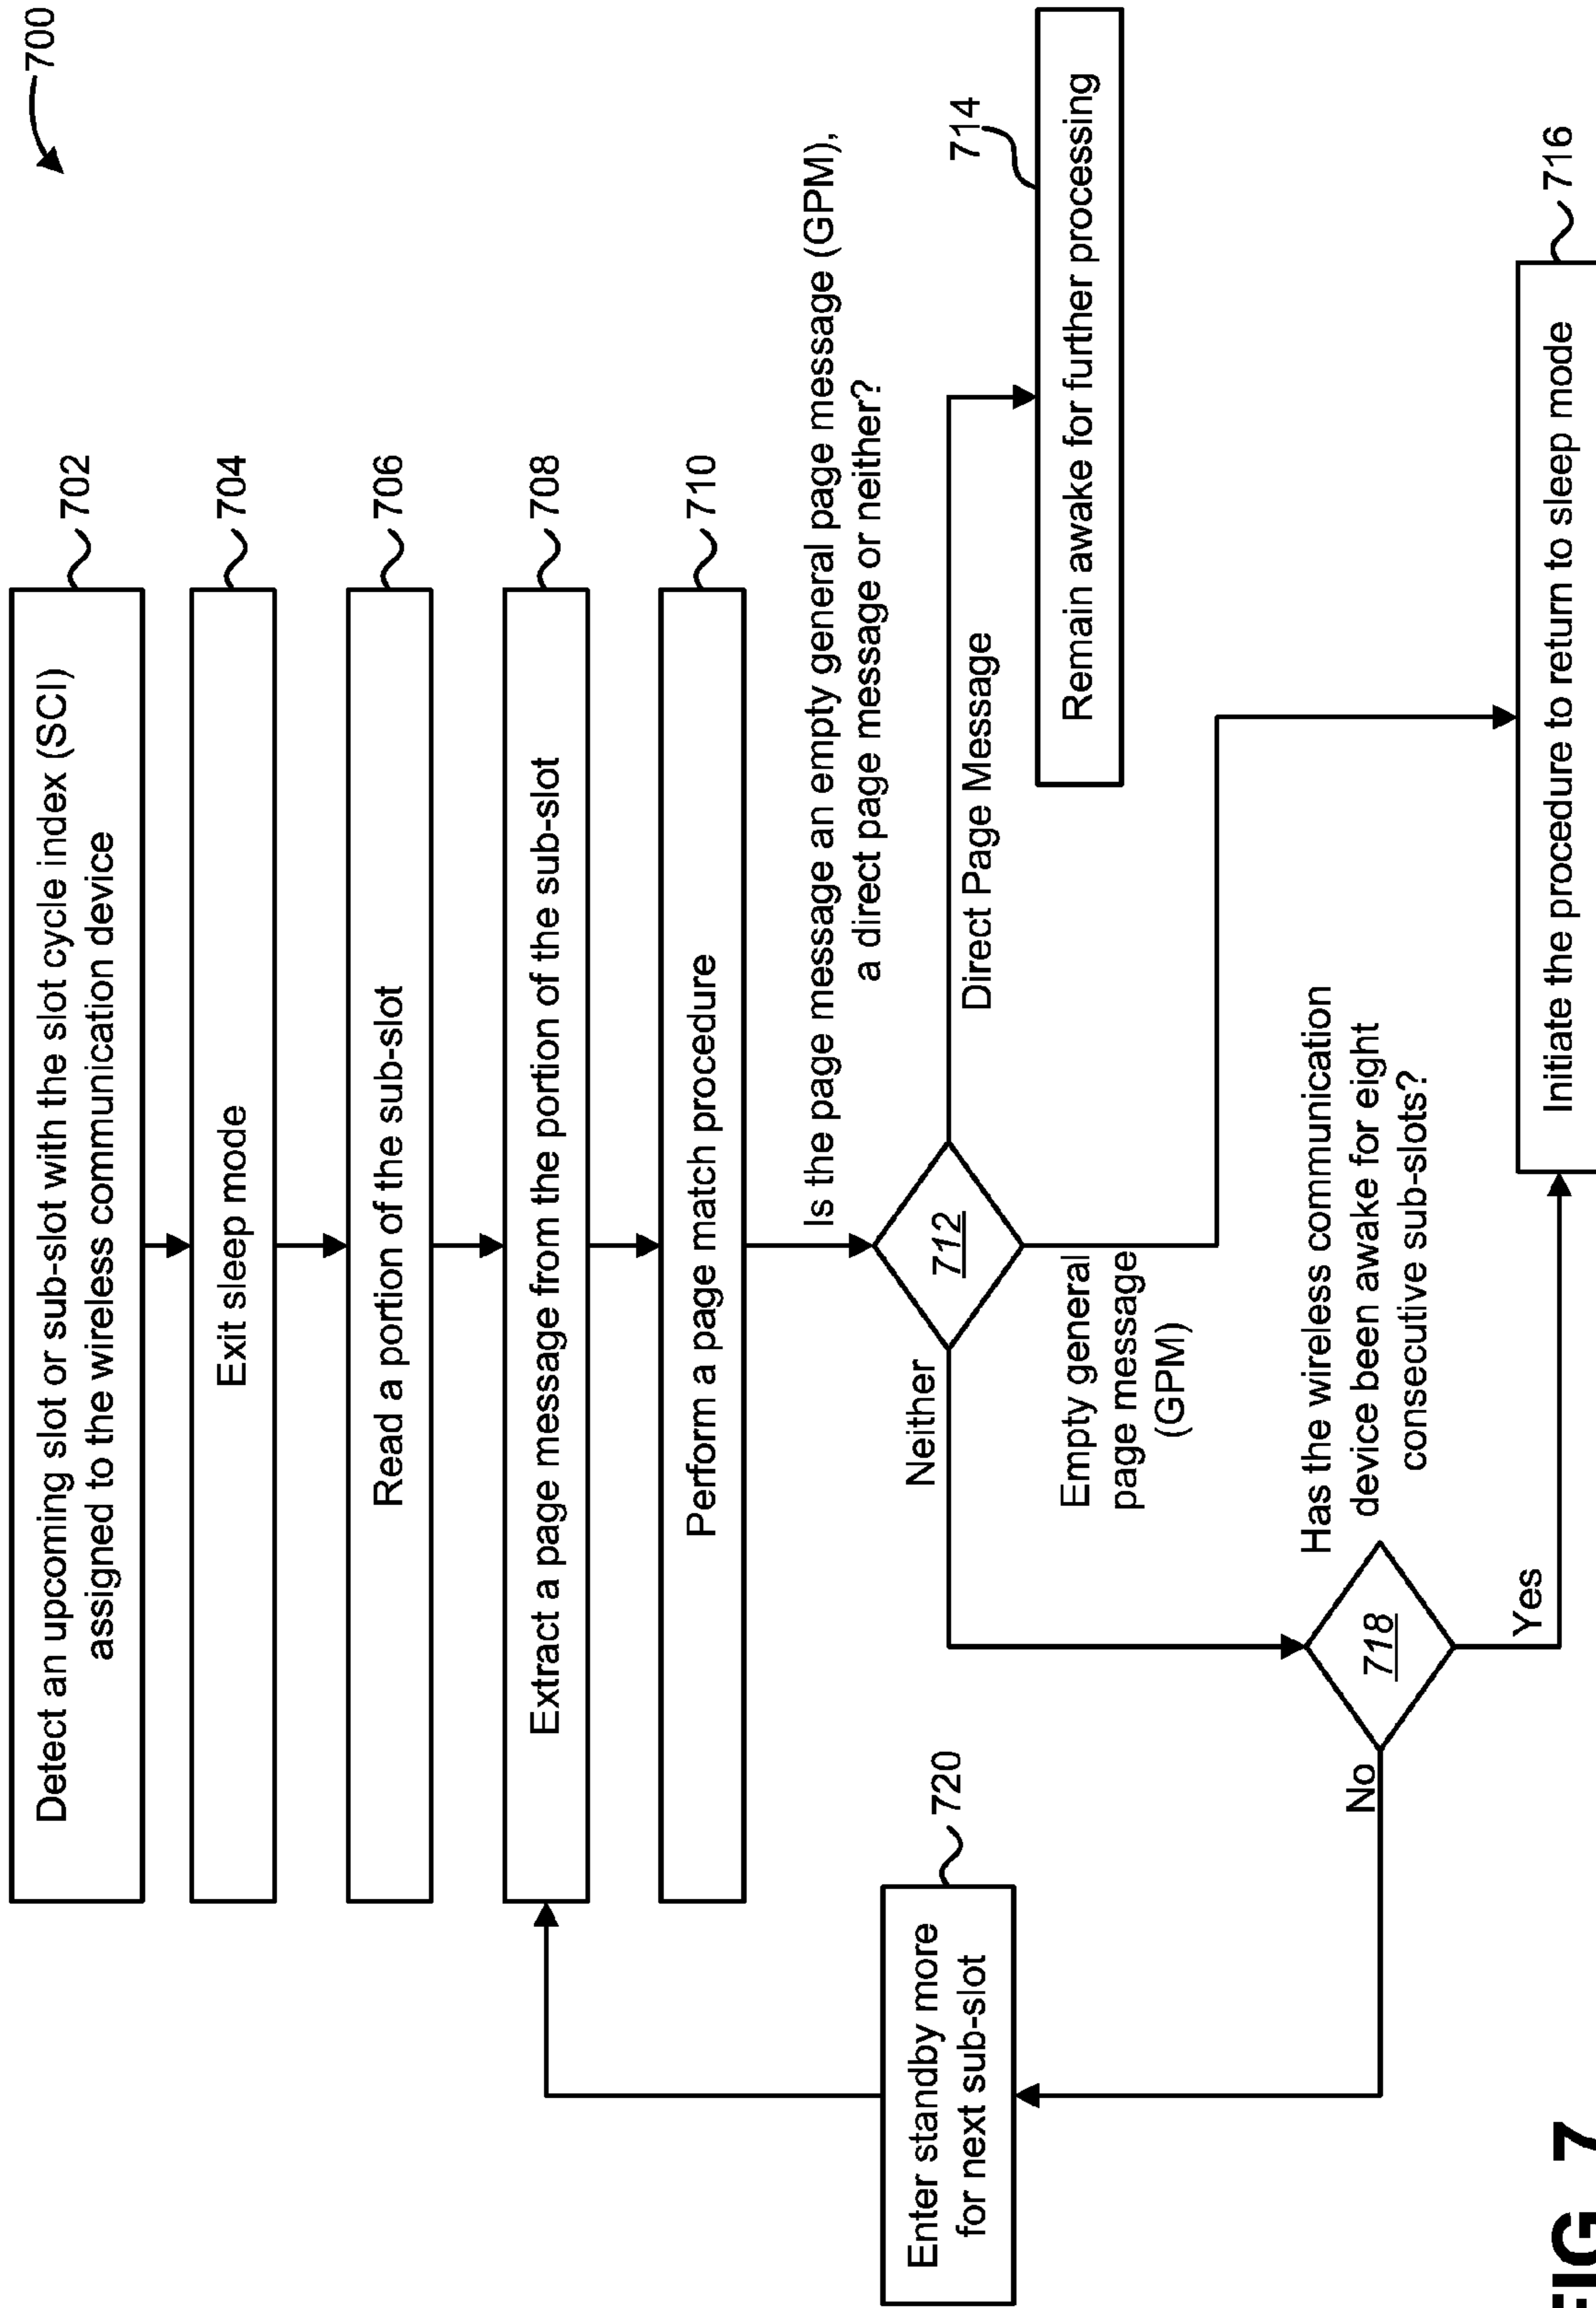 700
Detect an upcoming slot or sub-slot with the slot cycle index (SCI)
assigned to the wireless communication device
702
Exit sleep mode
704
Read a portion of the sub-slot
706
Extract a page message from the portion of the sub-slot
708
Perform a page match procedure
710
Is the page message an empty general page message (GPM),
a direct page message or neither?
712
Direct Page Message
714
Remain awake for further processing
Neither
Empty general
page message
(GPM)
Has the wireless communication
device been awake for eight
consecutive sub-slots?
718
Yes
No
Enter standby more
for next sub-slot
720
Initiate the procedure to return to sleep mode
716
FIG 7